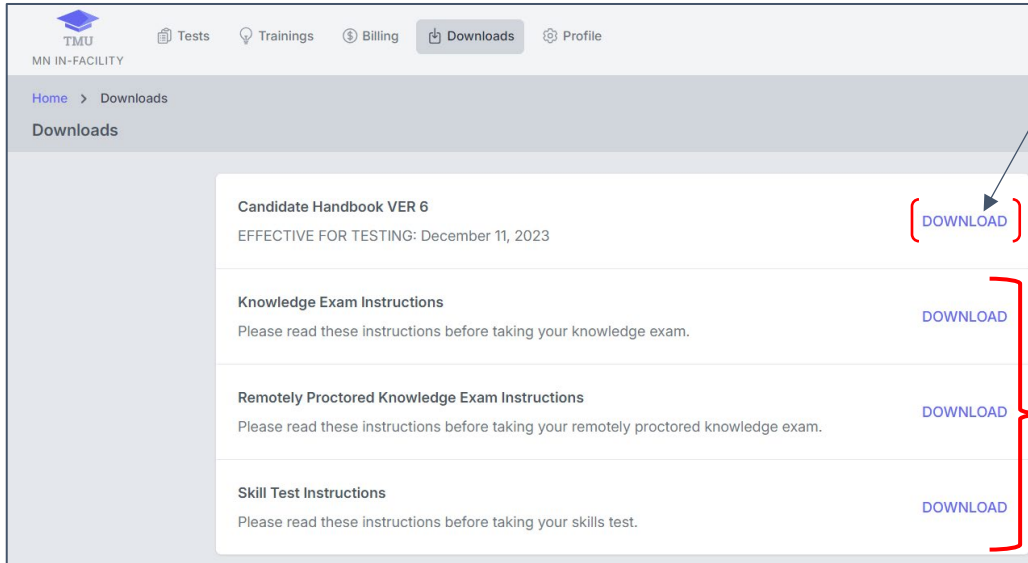 TMU
MN IN-FACILITY
Tests
Trainings
Billing
Downloads
Profile
Home > Downloads
Downloads
Candidate Handbook VER 6
EFFECTIVE FOR TESTING: December 11, 2023
DOWNLOAD
Knowledge Exam Instructions
Please read these instructions before taking your knowledge exam.
DOWNLOAD
Remotely Proctored Knowledge Exam Instructions
Please read these instructions before taking your remotely proctored knowledge exam.
DOWNLOAD
Skill Test Instructions
Please read these instructions before taking your skills test.
DOWNLOAD